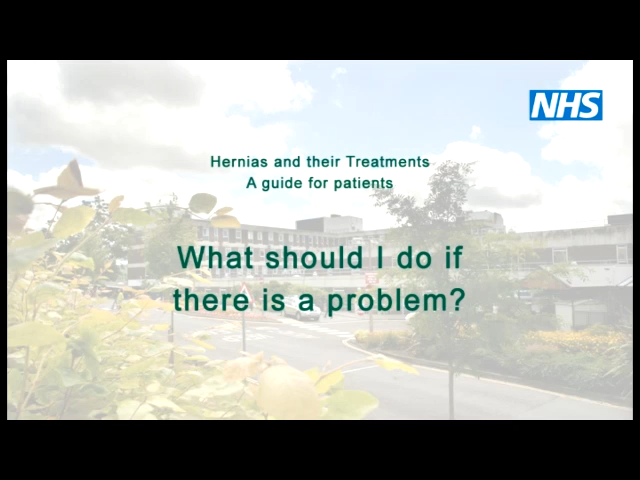 NHS
Hernias and their Treatments
A guide for patients
What should I do if
there is a problem?